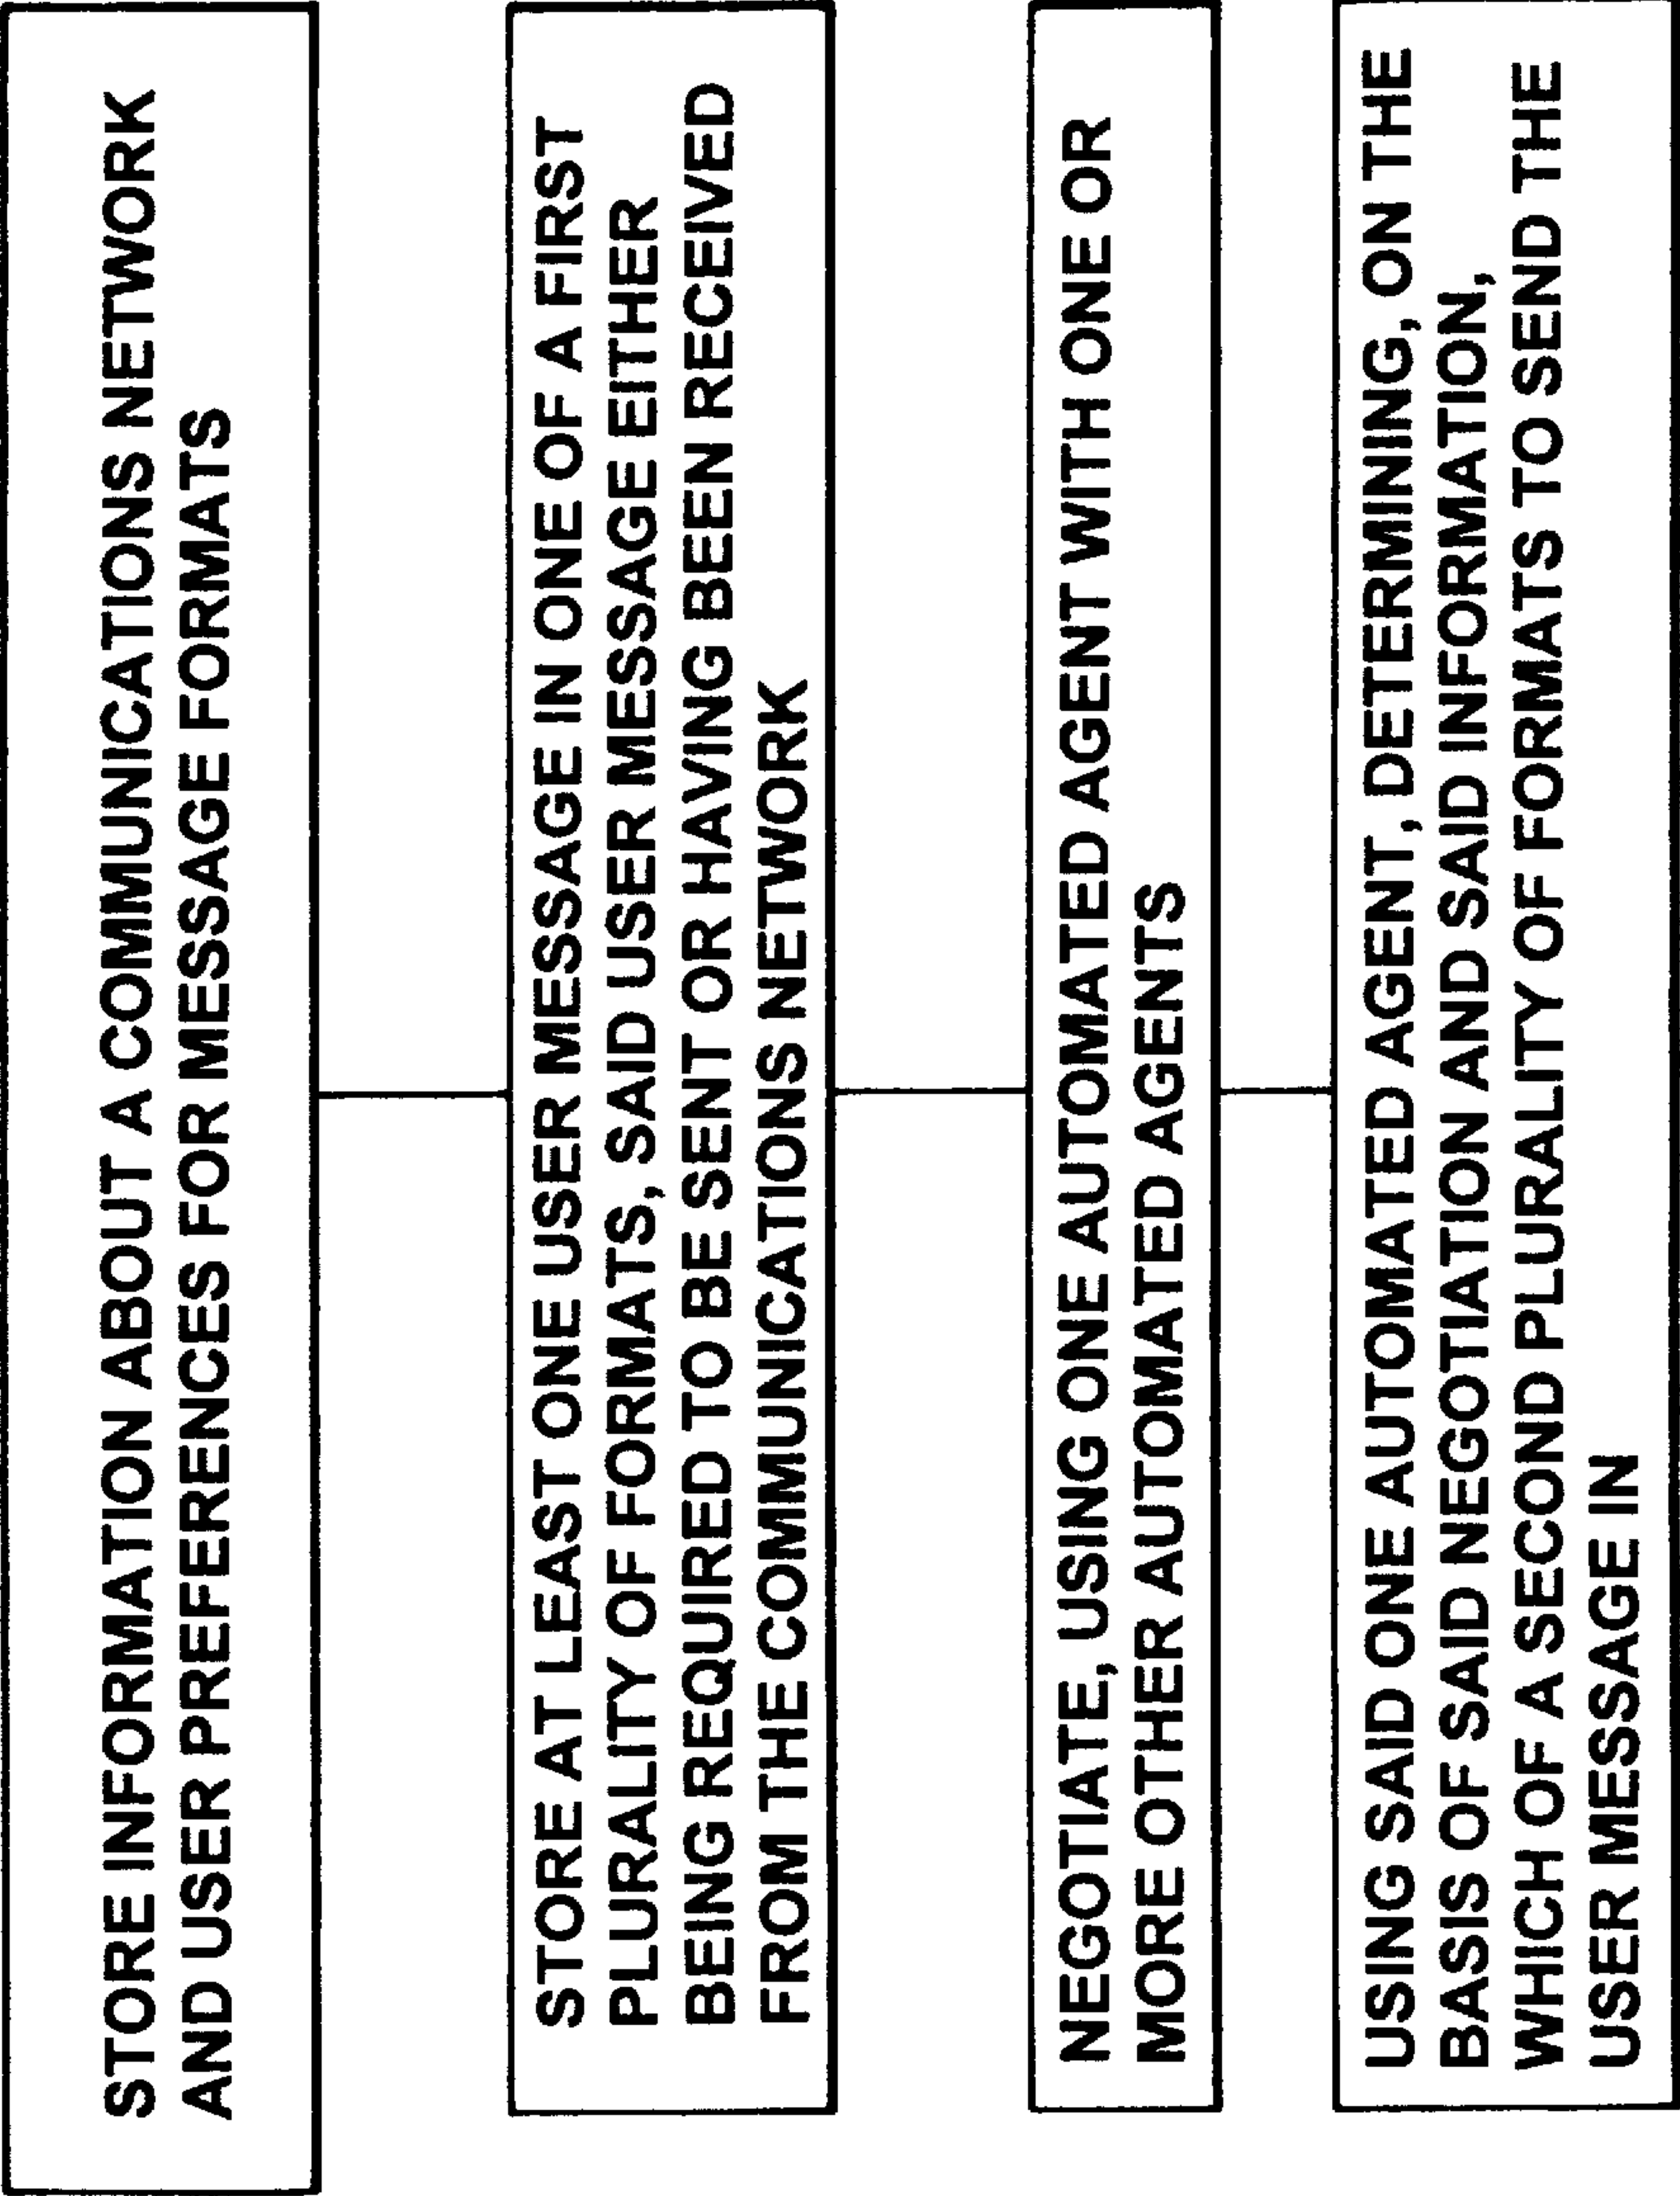 STORE INFORMATION ABOUT A COMMUNICATIONS NETWORK
AND USER PREFERENCES FOR MESSAGE FORMATS
STORE AT LEAST ONE USER MESSAGE IN ONE OF A FIRST
PLURALITY OF FORMATS, SAID USER MESSAGE EITHER
BEING REQUIRED TO BE SENT OR HAVING BEEN RECEIVED
FROM THE COMMUNICATIONS NETWORK
NEGOTIATE, USING ONE AUTOMATED AGENT WITH ONE OR
MORE OTHER AUTOMATED AGENTS
USING SAID ONE AUTOMATED AGENT, DETERMINING, ON THE
BASIS OF SAID NEGOTIATION AND SAID INFORMATION,
WHICH OF A SECOND PLURALITY OF FORMATS TO SEND THE
USER MESSAGE IN